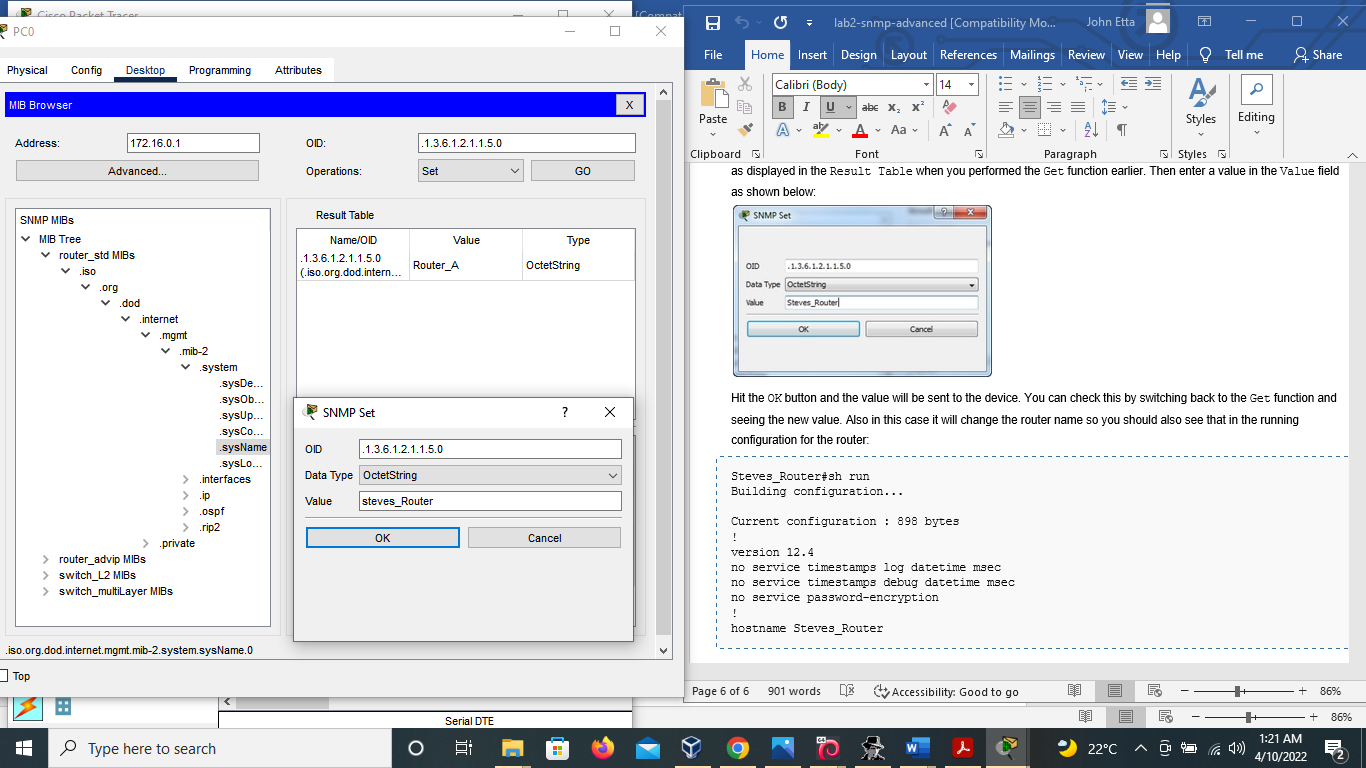 Cisco Packet Tracer
PC0
Physical Config Desktop Programming Attributes
MIB Browser
X
Address: 172.16.0.1
OID: .1.3.6.1.2.1.1.5.0
Advanced...
Operations: Set GO
SNMP MIBs
MIB Tree
router_std MIBs
.iso
.org
.dod
.internet
.mgmt
.mib-2
.system
.sysDe...
.sysOb...
.sysUp...
.sysCo...
.sysName
.sysLo...
.interfaces
.ip
.ospf
.rip2
.private
router_advip MIBs
switch_L2 MIBs
switch_multiLayer MIBs
Result Table
Name/OID Value Type
.1.3.6.1.2.1.1.5.0
(.iso.org.dod.intern...
Router_A
OctetString
SNMP Set
?
OID .1.3.6.1.2.1.1.5.0
Data Type OctetString
Value steves_Router
OK Cancel
.iso.org.dod.internet.mgmt.mib-2.system.sysName.0
Top
Serial DTE
[Compat
lab2-snmp-advanced [Compatibility Mo...
John Etta
File Home Insert Design Layout References Mailings Review View Help Tell me Share
Paste
Clipboard
Calibri (Body) 14
B I U abc x₂ x²
A A Aa A A
Font
Paragraph
Styles
Styles
Editing
as displayed in the Result Table when you performed the Get function earlier. Then enter a value in the Value field
as shown below:
SNMP Set
OID .1.3.6.1.2.1.1.5.0
Data Type OctetString
Value Steves_Router
OK Cancel
Hit the OK button and the value will be sent to the device. You can check this by switching back to the Get function and
seeing the new value. Also in this case it will change the router name so you should also see that in the running
configuration for the router:
Steves_Router#sh run
Building configuration...
Current configuration : 898 bytes
!
version 12.4
no service timestamps log datetime msec
no service timestamps debug datetime msec
no service password-encryption
!
hostname Steves_Router
Page 6 of 6 901 words Accessibility: Good to go 86%
86%
Type here to search
22°C
1:21 AM
4/10/2022
2